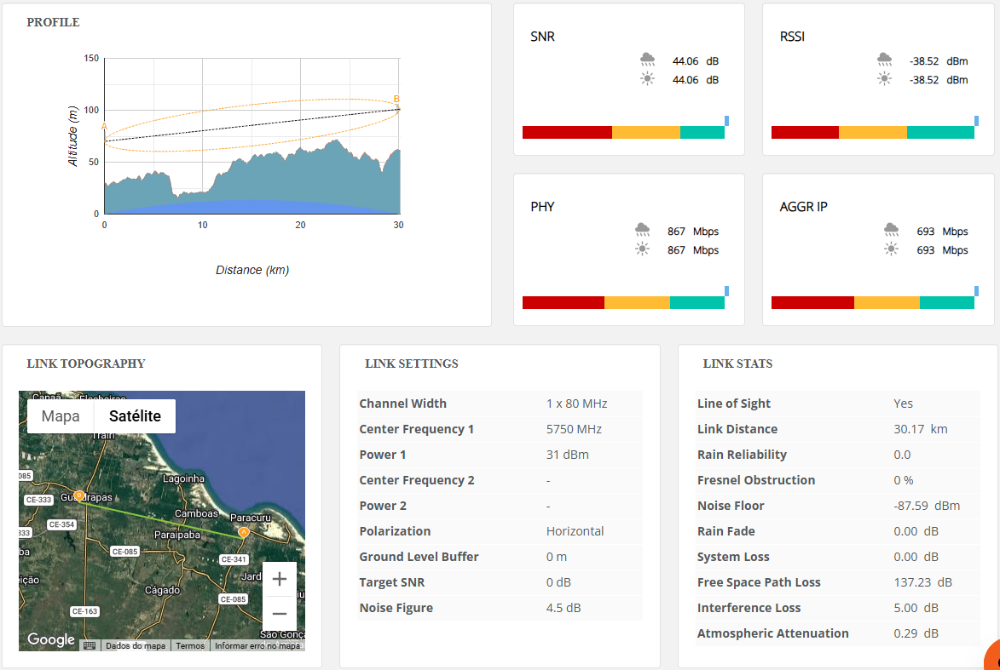 PROFILE
150
100
50
0
0
10
20
30
Altitude (m)
Distance (km)
A
B
SNR
44.06 dB
44.06 dB
RSSI
-38.52 dBm
-38.52 dBm
PHY
867 Mbps
867 Mbps
AGGR IP
693 Mbps
693 Mbps
LINK TOPOGRAPHY
Mapa
Satélite
Trairi
Lagoinha
085
CE-333
CE-354
333
Camboas
Paracuru
Paraipaba
CE-085
CE-341
Jard
Cágado
CE-085
CE-163
São Gonça
B
A
+
−
Google
Dados do mapa
Termos
Informar erro no mapa
LINK SETTINGS
Channel Width 1 x 80 MHz
Center Frequency 1 5750 MHz
Power 1 31 dBm
Center Frequency 2 -
Power 2 -
Polarization Horizontal
Ground Level Buffer 0 m
Target SNR 0 dB
Noise Figure 4.5 dB
LINK STATS
Line of Sight Yes
Link Distance 30.17 km
Rain Reliability 0.0
Fresnel Obstruction 0 %
Noise Floor -87.59 dBm
Rain Fade 0.00 dB
System Loss 0.00 dB
Free Space Path Loss 137.23 dB
Interference Loss 5.00 dB
Atmospheric Attenuation 0.29 dB